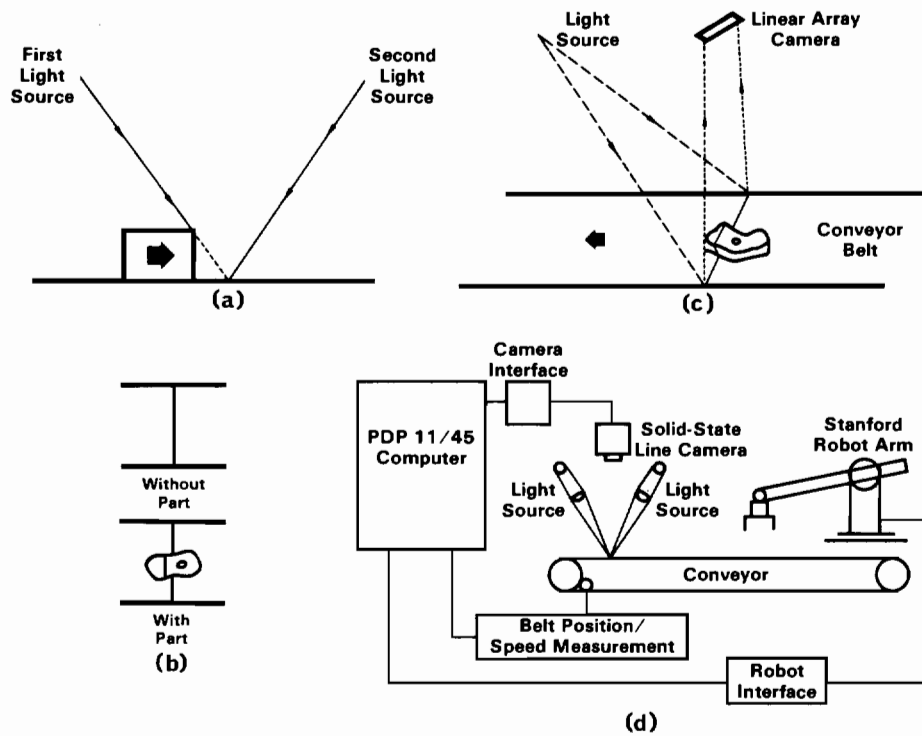 First
Light
Source
Second
Light
Source
(a)
Light
Source
Linear Array
Camera
Conveyor
Belt
(c)
Without
Part
With
Part
(b)
Camera
Interface
PDP 11/45
Computer
Solid-State
Line Camera
Light
Source
Light
Source
Stanford
Robot Arm
Conveyor
Belt Position/
Speed Measurement
Robot
Interface
(d)